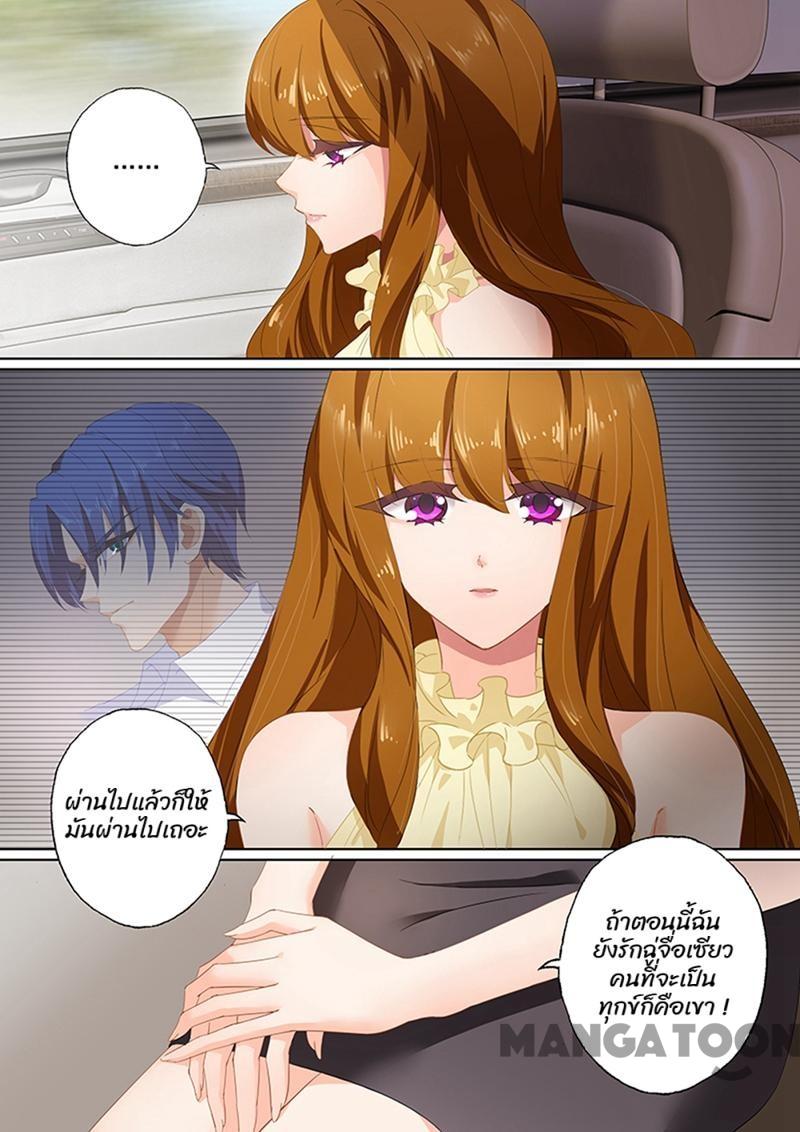 ......
ผ่านไปแล้วก็ให้
มันผ่านไปเถอะ
ถ้าตอนนี้ฉัน
ยังรักฉู่จื่อเซียว
คนที่จะเป็น
ทุกข์ก็คือเขา !
MANGATOON